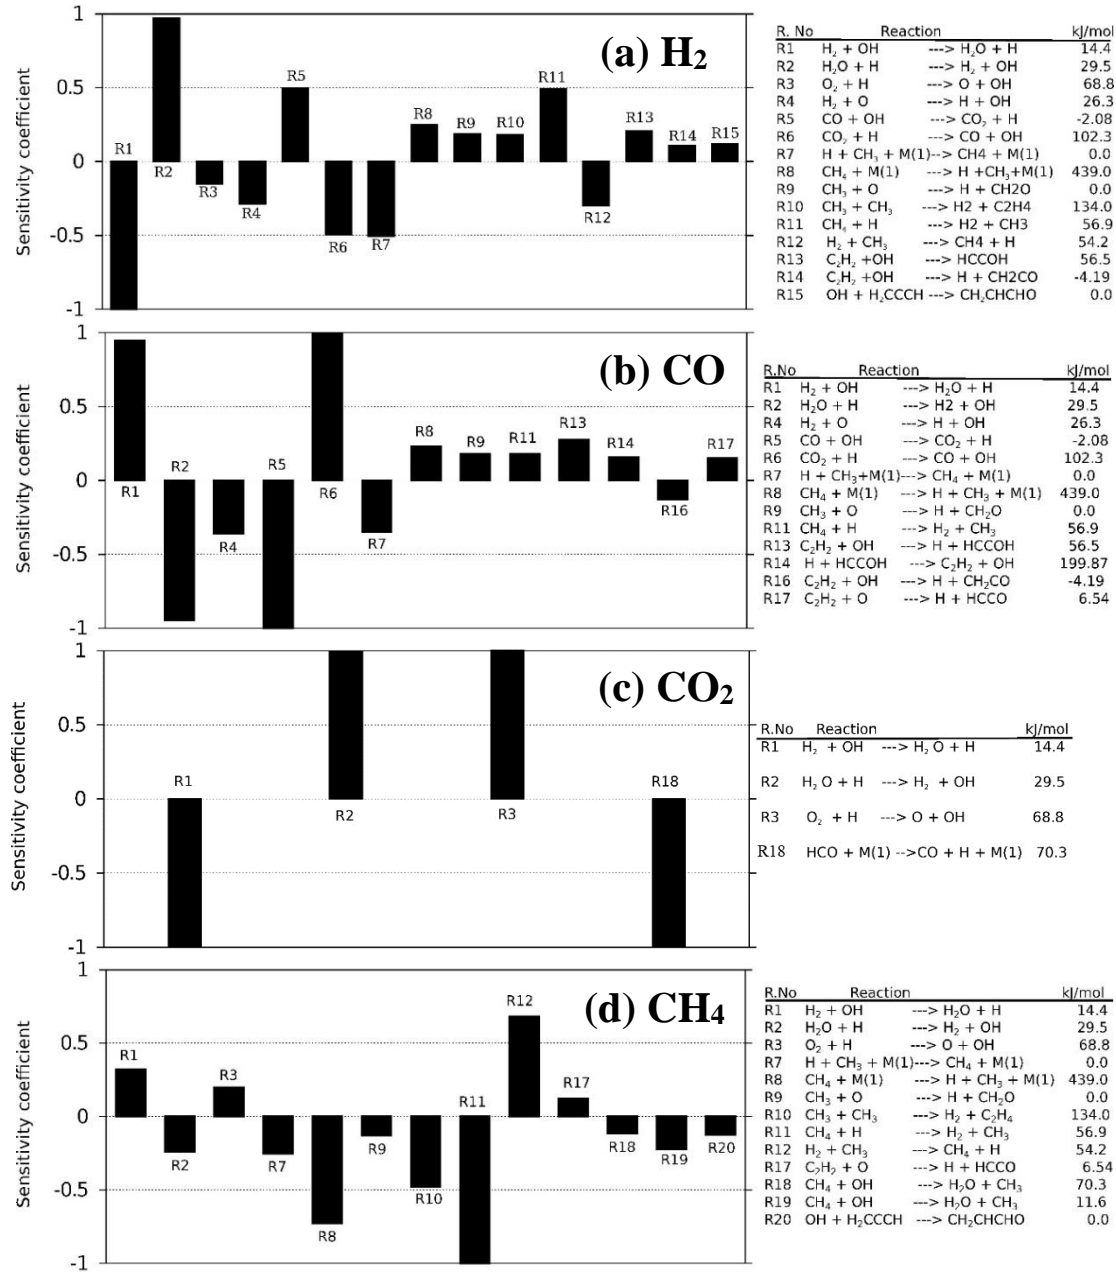 (a) H₂
Sensitivity coefficient
1
0.5
0
-0.5
-1
R1
R2
R3
R4
R5
R6
R7
R8
R9
R10
R11
R12
R13
R14
R15
R. No Reaction kJ/mol
R1 H₂ + OH ---> H₂O + H 14.4
R2 H₂O + H ---> H₂ + OH 29.5
R3 O₂ + H ---> O + OH 68.8
R4 H₂ + O ---> H + OH 26.3
R5 CO + OH ---> CO₂ + H -2.08
R6 CO₂ + H ---> CO + OH 102.3
R7 H + CH₃ + M(1)--> CH4 + M(1) 0.0
R8 CH₄ + M(1) ---> H +CH₃+M(1) 439.0
R9 CH₃ + O ---> H + CH2O 0.0
R10 CH₃ + CH₃ ---> H2 + C2H4 134.0
R11 CH₄ + H ---> H2 + CH3 56.9
R12 H₂ + CH₃ ---> CH4 + H 54.2
R13 C₂H₂ +OH ---> HCCOH 56.5
R14 C₂H₂ +OH ---> H + CH2CO -4.19
R15 OH + H₂CCCH ---> CH₂CHCHO 0.0
(b) CO
Sensitivity coefficient
1
0.5
0
-0.5
-1
R1
R2
R4
R5
R6
R7
R8
R9
R11
R13
R14
R16
R17
R.No Reaction kJ/mol
R1 H₂ + OH ---> H₂O + H 14.4
R2 H₂O + H ---> H2 + OH 29.5
R4 H₂ + O ---> H + OH 26.3
R5 CO + OH ---> CO₂ + H -2.08
R6 CO₂ + H ---> CO + OH 102.3
R7 H + CH₃+M(1)---> CH₄ + M(1) 0.0
R8 CH₄ + M(1) ---> H + CH₃ + M(1) 439.0
R9 CH₃ + O ---> H + CH₂O 0.0
R11 CH₄ + H ---> H₂ + CH₃ 56.9
R13 C₂H₂ + OH ---> H + HCCOH 56.5
R14 H + HCCOH ---> C₂H₂ + OH 199.87
R16 C₂H₂ + OH ---> H + CH₂CO -4.19
R17 C₂H₂ + O ---> H + HCCO 6.54
(c) CO₂
Sensitivity coefficient
1
0.5
0
-0.5
-1
R1
R2
R3
R18
R.No Reaction kJ/mol
R1 H₂ + OH ---> H₂ O + H 14.4
R2 H₂ O + H ---> H₂ + OH 29.5
R3 O₂ + H ---> O + OH 68.8
R18 HCO + M(1) -->CO + H + M(1) 70.3
(d) CH₄
Sensitivity coefficient
1
0.5
0
-0.5
-1
R1
R2
R3
R7
R8
R9
R10
R11
R12
R17
R18
R19
R20
R.No Reaction kJ/mol
R1 H₂ + OH ---> H₂O + H 14.4
R2 H₂O + H ---> H₂ + OH 29.5
R3 O₂ + H ---> O + OH 68.8
R7 H + CH₃ + M(1)---> CH₄ + M(1) 0.0
R8 CH₄ + M(1) ---> H + CH₃ + M(1) 439.0
R9 CH₃ + O ---> H + CH₂O 0.0
R10 CH₃ + CH₃ ---> H₂ + C₂H₄ 134.0
R11 CH₄ + H ---> H₂ + CH₃ 56.9
R12 H₂ + CH₃ ---> CH₄ + H 54.2
R17 C₂H₂ + O ---> H + HCCO 6.54
R18 CH₄ + OH ---> H₂O + CH₃ 70.3
R19 CH₄ + OH ---> H₂O + CH₃ 11.6
R20 OH + H₂CCCH ---> CH₂CHCHO 0.0